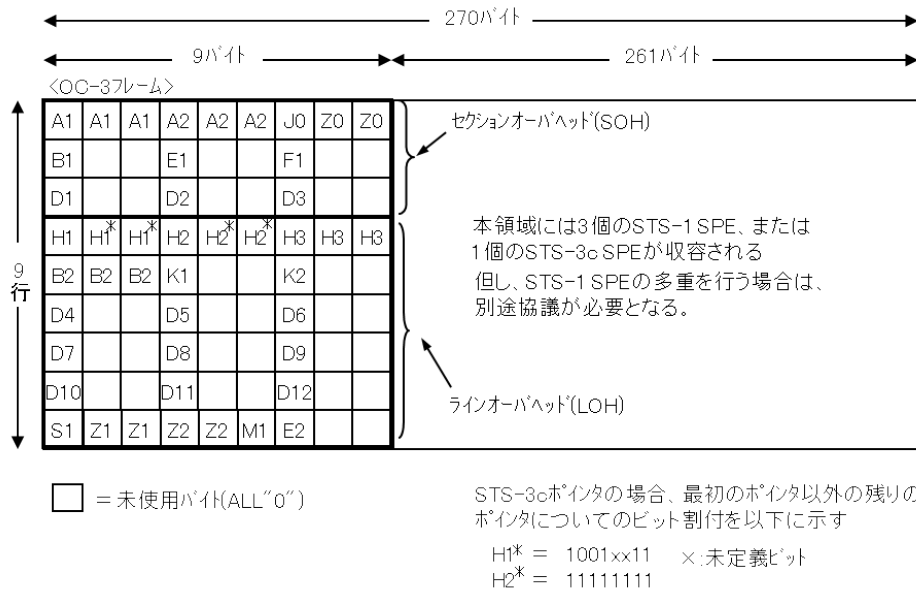 270バイト
9バイト
261バイト
<OC-3フレーム>
A1 A1 A1 A2 A2 A2 J0 Z0 Z0
B1 E1 F1
D1 D2 D3
H1 H1* H1* H2 H2* H2* H3 H3 H3
B2 B2 B2 K1 K2
D4 D5 D6
D7 D8 D9
D10 D11 D12
S1 Z1 Z1 Z2 Z2 M1 E2
9
行
セクションオーバヘッド(SOH)
本領域には3個のSTS-1 SPE、または
1個のSTS-3c SPEが収容される
但し、STS-1 SPEの多重を行う場合は、
別途協議が必要となる。
ラインオーバヘッド(LOH)
=未使用バイト(ALL"0")
STS-3cポインタの場合、最初のポインタ以外の残りの
ポインタについてのビット割付を以下に示す
H1* = 1001xx11 ×:未定義ビット
H2* = 11111111